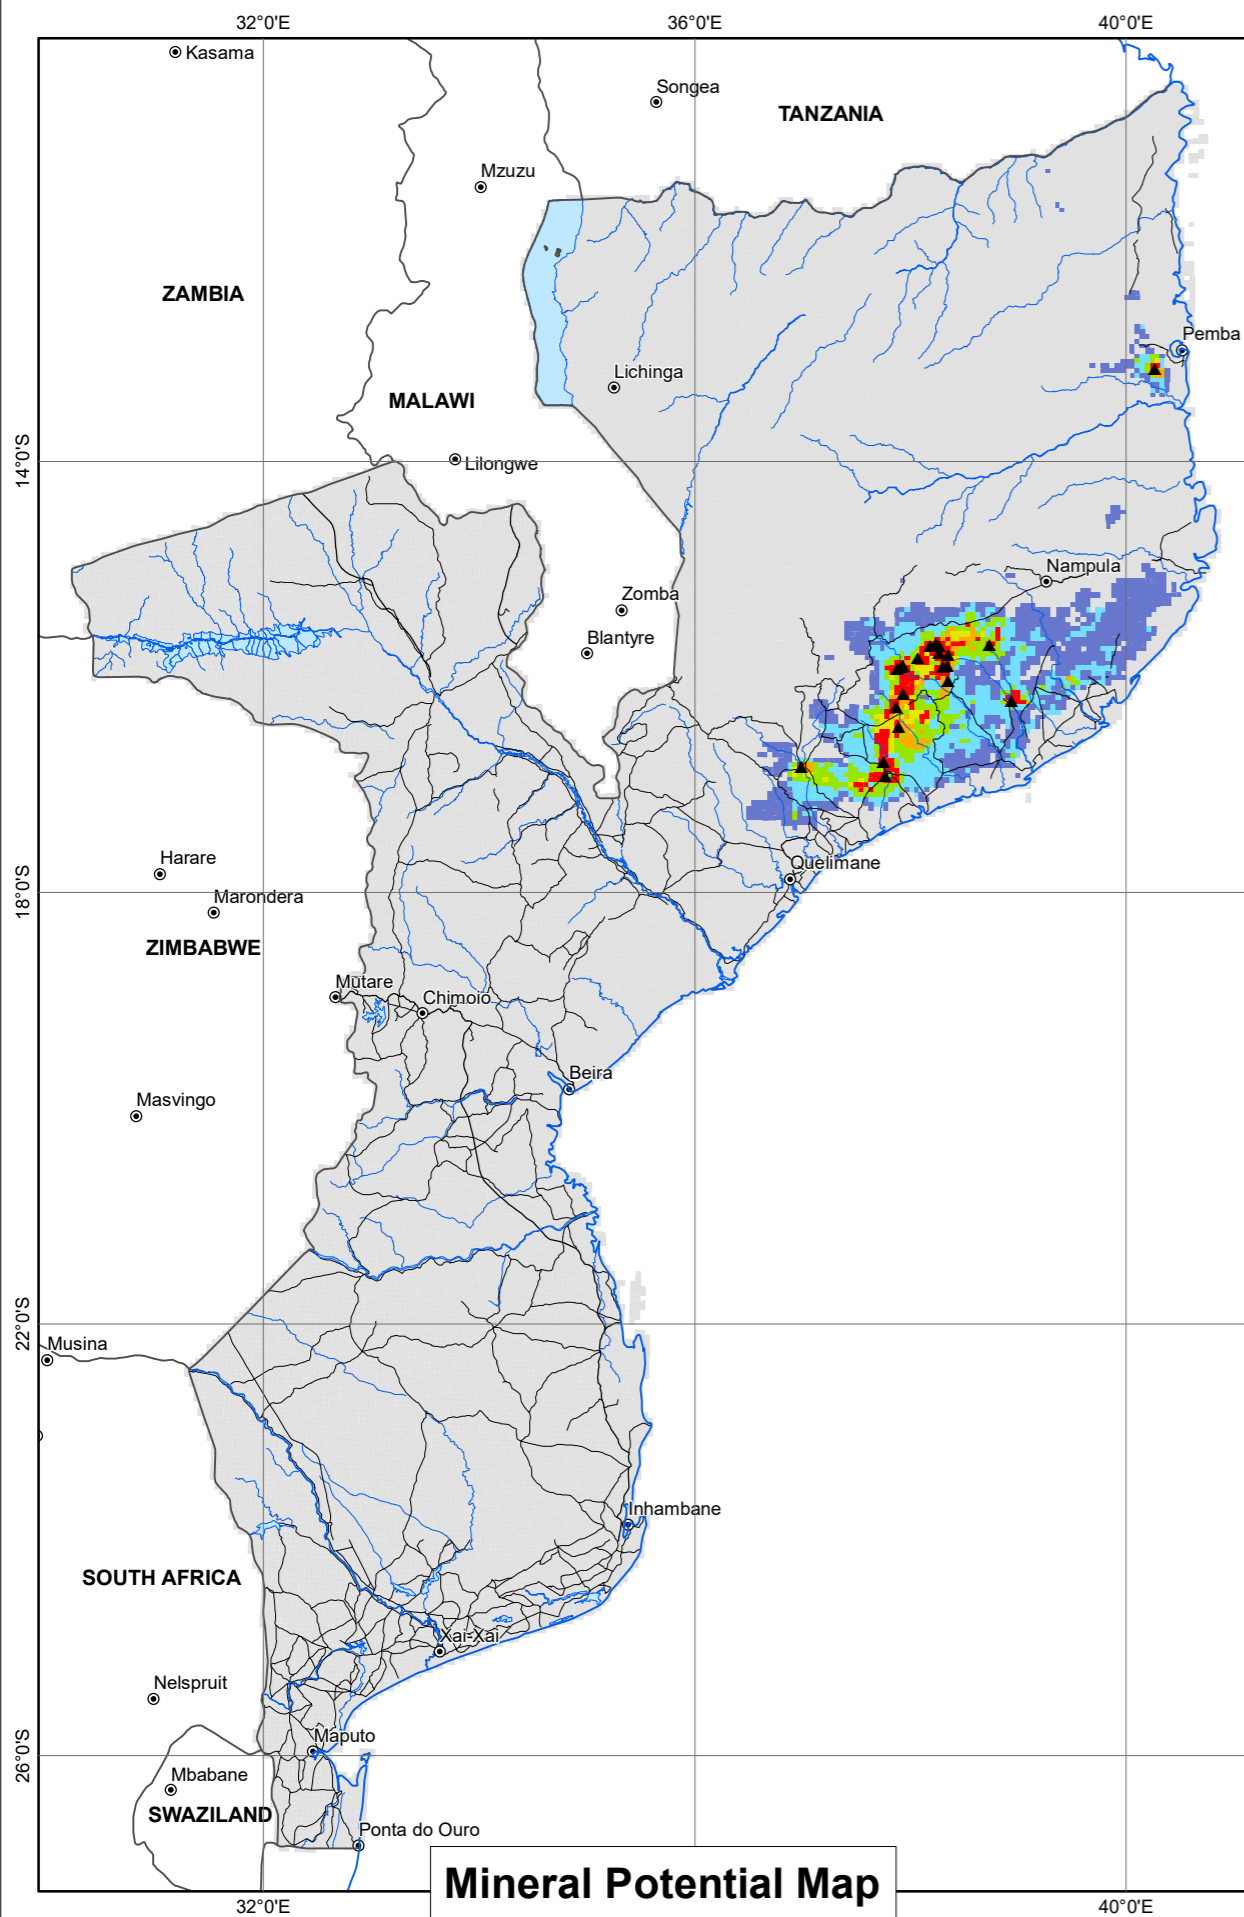 32°0'E
36°0'E
40°0'E
Kasama
Songea
TANZANIA
Mzuzu
ZAMBIA
Pemba
Lichinga
MALAWI
14°0'S
Lilongwe
Nampula
Zomba
Blantyre
Harare
Quelimane
18°0'S
Marondera
ZIMBABWE
Mutare
Chimoio
Beira
Masvingo
22°0'S
Musina
Inhambane
SOUTH AFRICA
Xai-Xai
Nelspruit
Maputo
26°0'S
Mbabane
SWAZILAND
Ponta do Ouro
Mineral Potential Map
32°0'E
40°0'E